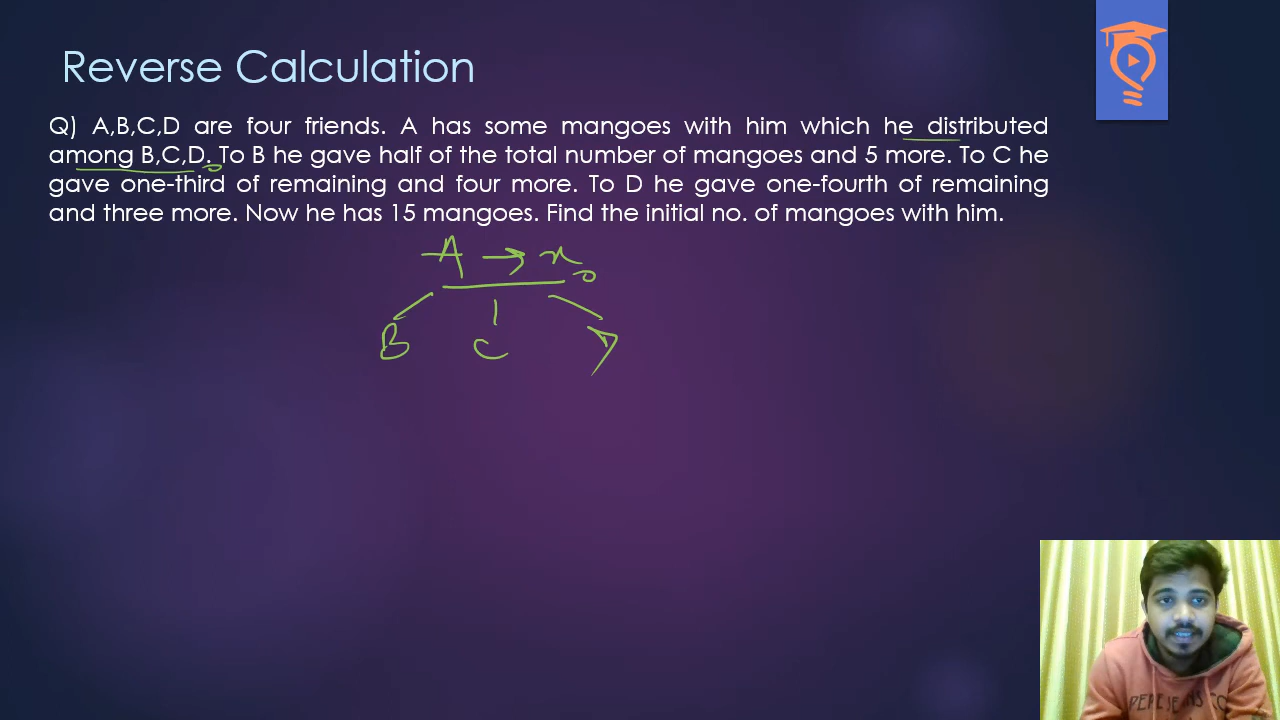 Reverse Calculation
Q) A,B,C,D are four friends. A has some mangoes with him which he distributed
among B,C,D. To B he gave half of the total number of mangoes and 5 more. To C he
gave one-third of remaining and four more. To D he gave one-fourth of remaining
and three more. Now he has 15 mangoes. Find the initial no. of mangoes with him.
A → x
B C D